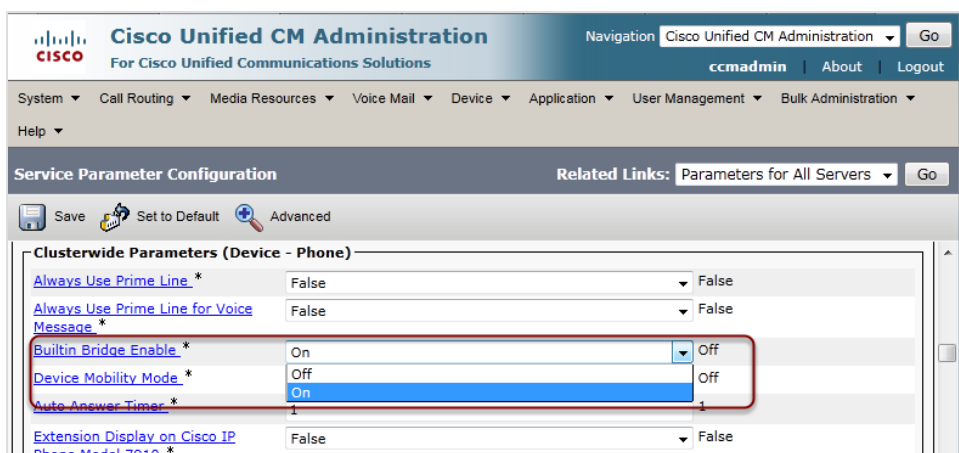 CISCO
Cisco Unified CM Administration
For Cisco Unified Communications Solutions
Navigation Cisco Unified CM Administration Go
ccmadmin | About | Logout
System Call Routing Media Resources Voice Mail Device Application User Management Bulk Administration
Help
Service Parameter Configuration
Related Links: Parameters for All Servers Go
Save Set to Default Advanced
Clusterwide Parameters (Device - Phone)
Always Use Prime Line * False False
Always Use Prime Line for Voice
Message * False False
Builtin Bridge Enable * On Off
Off
On
Device Mobility Mode * Off
Auto Answer Timer * 1 1
Extension Display on Cisco IP
Phone Model 7910 * False False